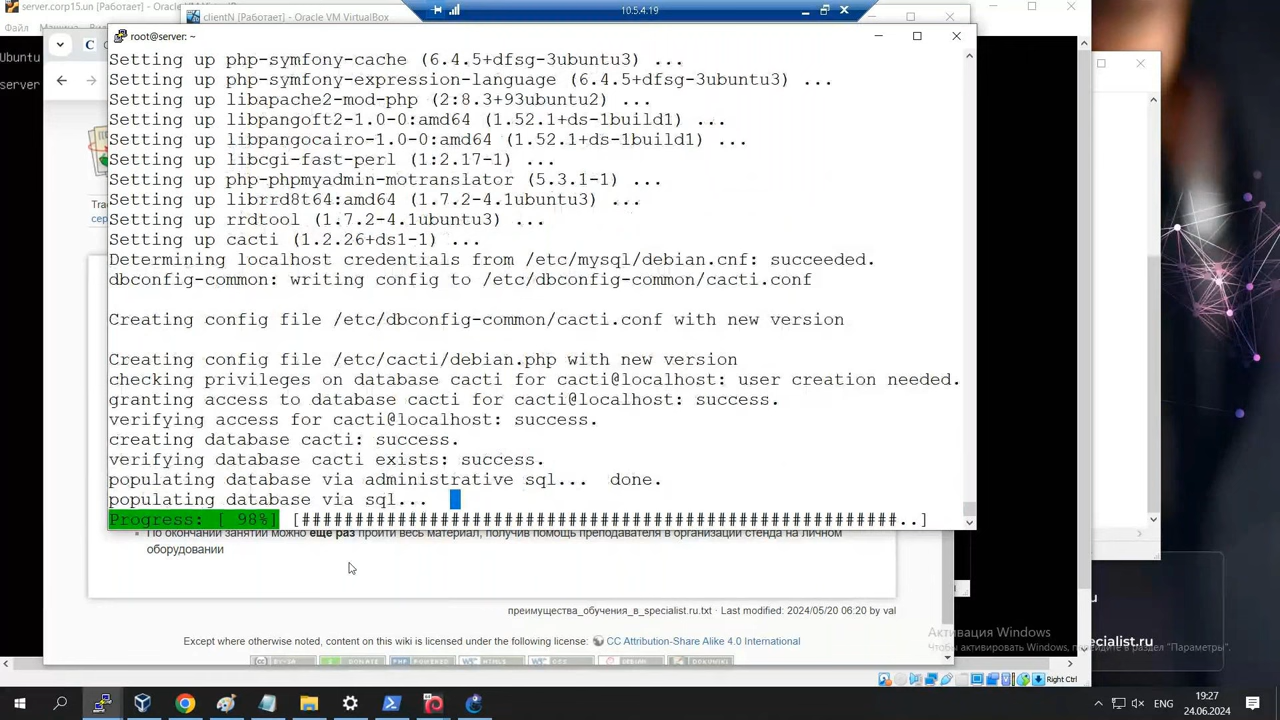 server.corp15.un [Работает] - Oracle VM VirtualBox
clientN [Работает] - Oracle VM VirtualBox
10.5.4.19
Файл
Машина
root@server: ~
Ubuntu
server
Setting up php-symfony-cache (6.4.5+dfsg-3ubuntu3) ...
Setting up php-symfony-expression-language (6.4.5+dfsg-3ubuntu3) ...
Setting up libapache2-mod-php (2:8.3+93ubuntu2) ...
Setting up libpangoft2-1.0-0:amd64 (1.52.1+ds-1build1) ...
Setting up libpangocairo-1.0-0:amd64 (1.52.1+ds-1build1) ...
Setting up libcgi-fast-perl (1:2.17-1) ...
Setting up php-phpmyadmin-motranslator (5.3.1-1) ...
Setting up librrd8t64:amd64 (1.7.2-4.1ubuntu3) ...
Setting up rrdtool (1.7.2-4.1ubuntu3) ...
Setting up cacti (1.2.26+ds1-1) ...
Determining localhost credentials from /etc/mysql/debian.cnf: succeeded.
dbconfig-common: writing config to /etc/dbconfig-common/cacti.conf
Creating config file /etc/dbconfig-common/cacti.conf with new version
Creating config file /etc/cacti/debian.php with new version
checking privileges on database cacti for cacti@localhost: user creation needed.
granting access to database cacti for cacti@localhost: success.
verifying access for cacti@localhost: success.
creating database cacti: success.
verifying database cacti exists: success.
populating database via administrative sql... done.
populating database via sql...
Progress: [ 98%] [########################################################..]
По окончании занятий можно еще раз пройти весь материал, получив помощь преподавателя в организации стенда на личном
оборудовании
преимущества_обучения_в_specialist.ru.txt · Last modified: 2024/05/20 06:20 by val
Except where otherwise noted, content on this wiki is licensed under the following license: CC Attribution-Share Alike 4.0 International
Активация Windows
Чтобы активировать Windows, перейдите в раздел "Параметры".
ecialist.ru
Right Ctrl
ENG
19:27
24.06.2024